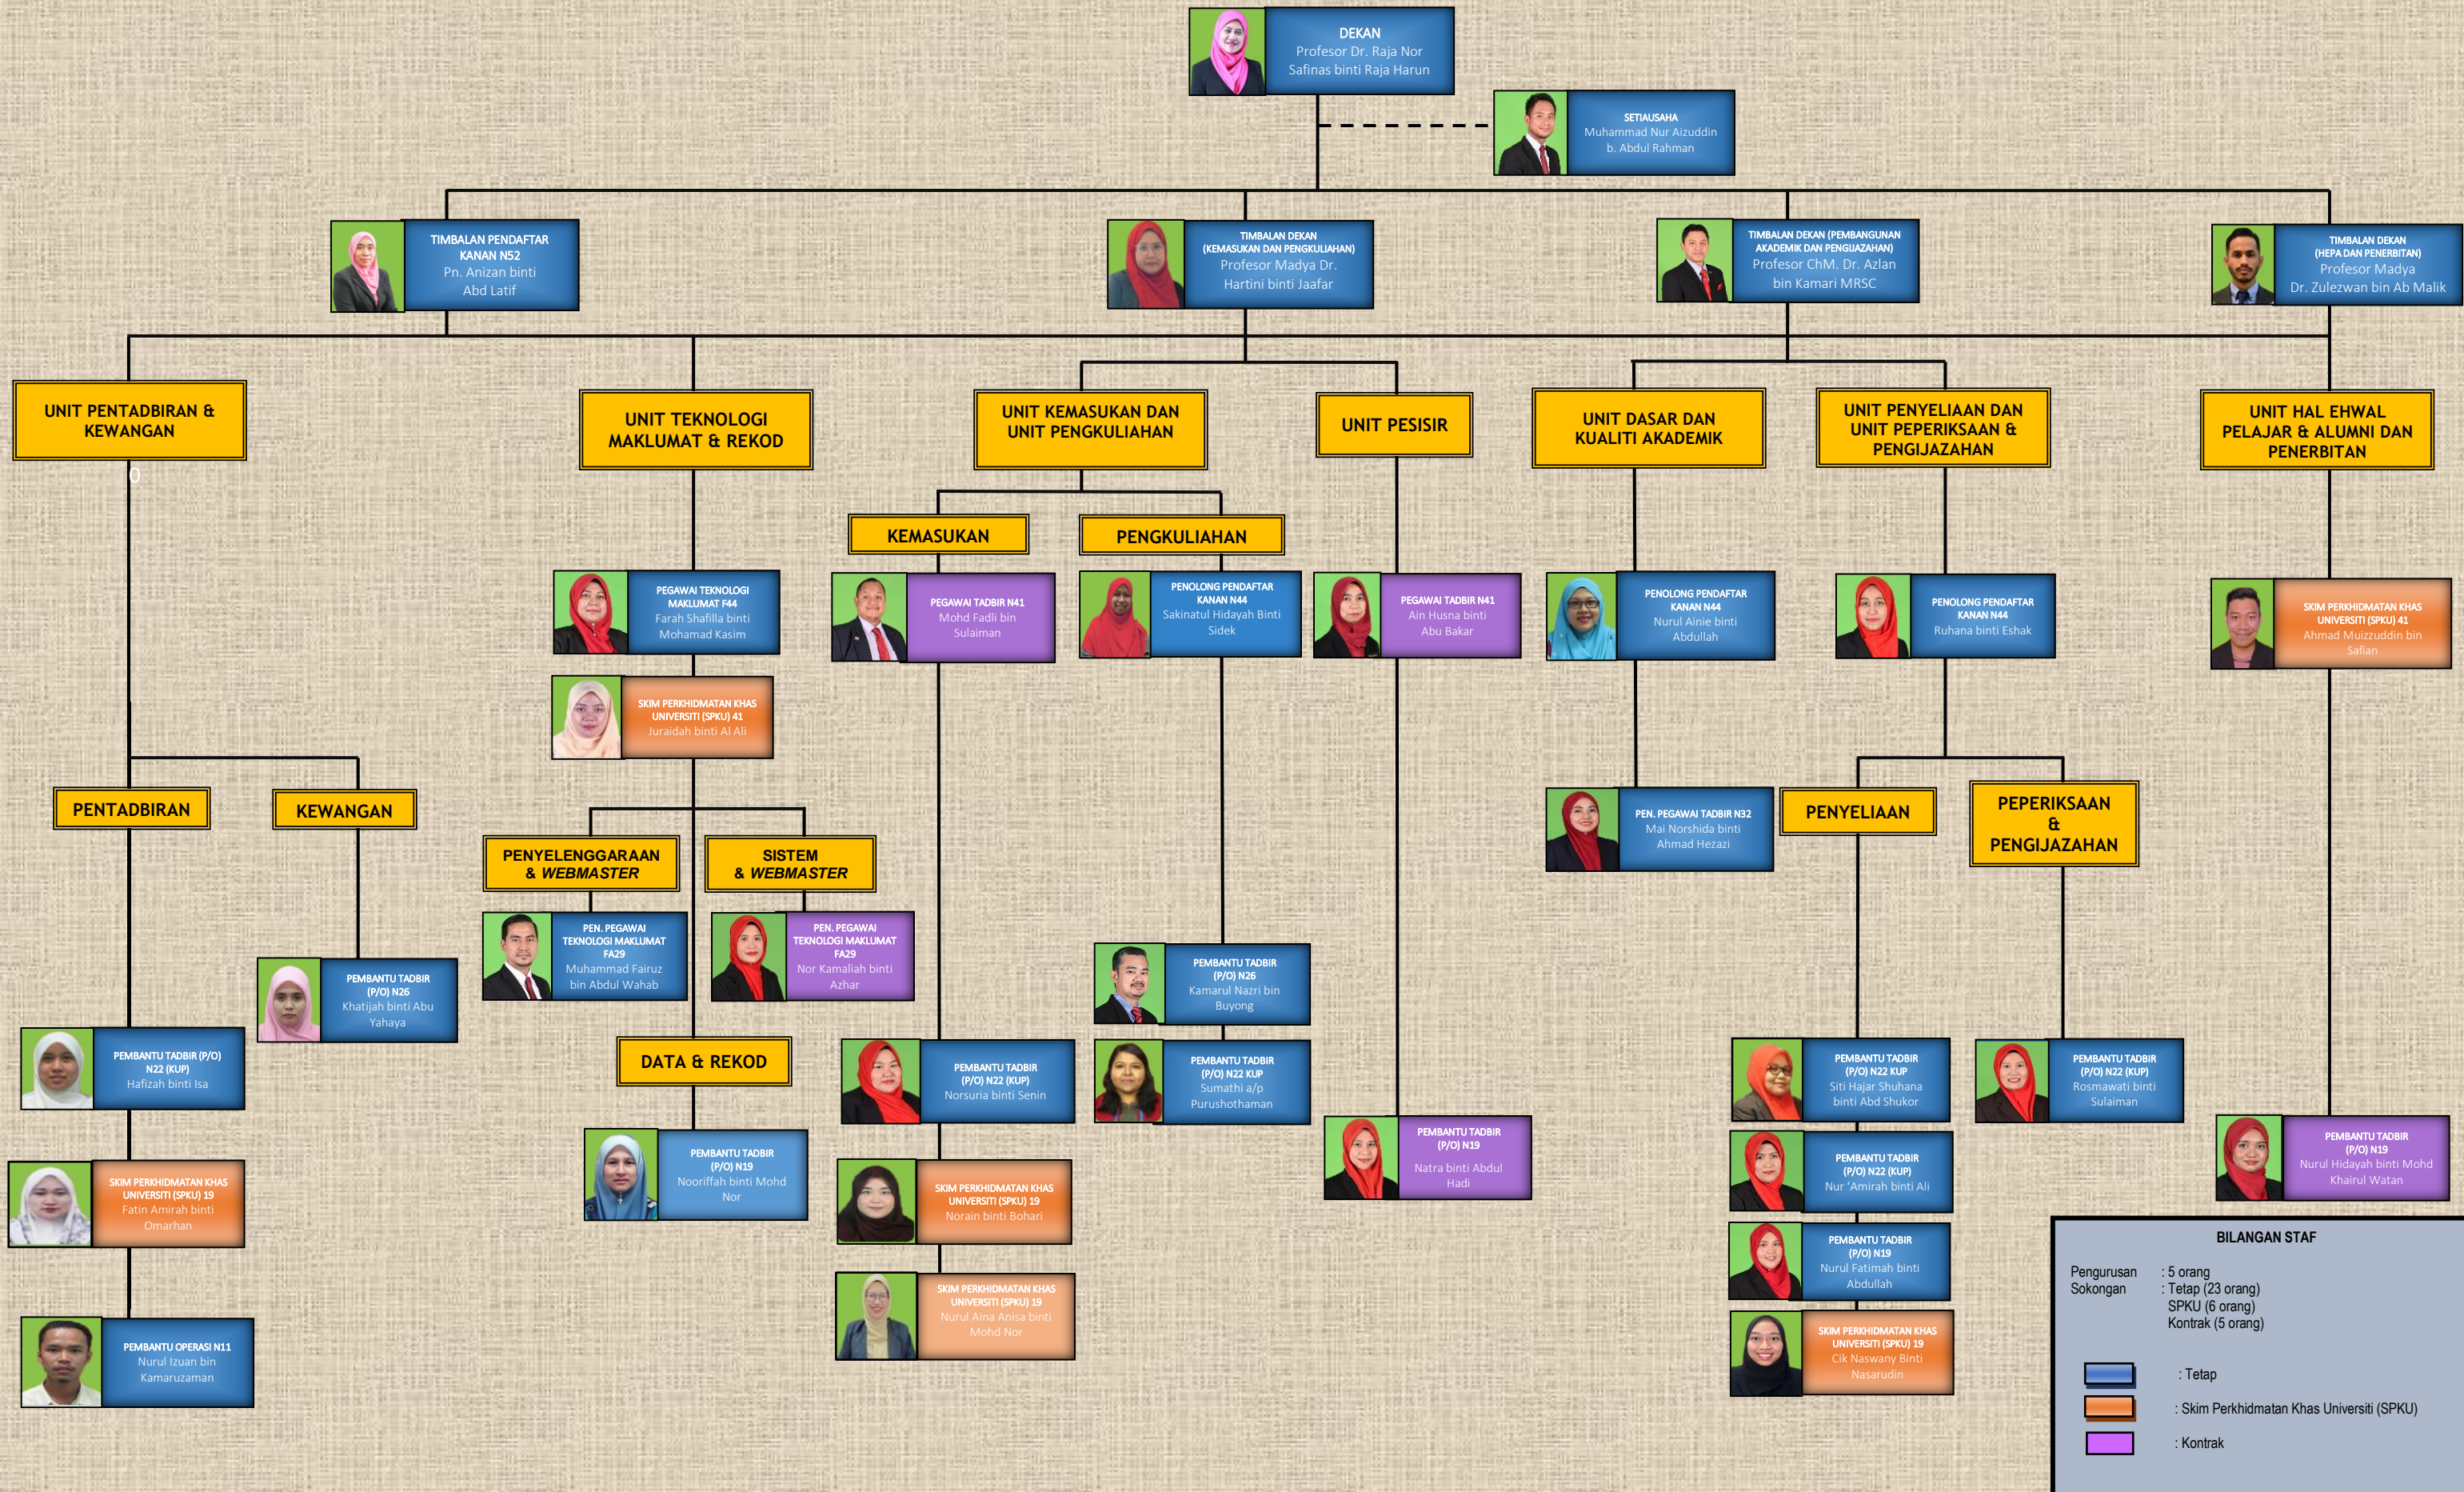 DEKAN
Profesor Dr. Raja Nor
Safinas binti Raja Harun
SETIAUSAHA
Muhammad Nur Aizuddin
b. Abdul Rahman
TIMBALAN PENDAFTAR
KANAN N52
Pn. Anizan binti
Abd Latif
TIMBALAN DEKAN
(KEMASUKAN DAN PENGKULIAHAN)
Profesor Madya Dr.
Hartini binti Jaafar
TIMBALAN DEKAN (PEMBANGUNAN
AKADEMIK DAN PENGIJAZAHAN)
Profesor ChM. Dr. Azlan
bin Kamari MRSC
TIMBALAN DEKAN
(HEPA DAN PENERBITAN)
Profesor Madya
Dr. Zulezwan bin Ab Malik
UNIT PENTADBIRAN &
KEWANGAN
0
UNIT TEKNOLOGI
MAKLUMAT & REKOD
UNIT KEMASUKAN DAN
UNIT PENGKULIAHAN
UNIT PESISIR
UNIT DASAR DAN
KUALITI AKADEMIK
UNIT PENYELIAAN DAN
UNIT PEPERIKSAAN &
PENGIJAZAHAN
UNIT HAL EHWAL
PELAJAR & ALUMNI DAN
PENERBITAN
KEMASUKAN
PENGKULIAHAN
PEGAWAI TEKNOLOGI
MAKLUMAT F44
Farah Shafilla binti
Mohamad Kasim
PEGAWAI TADBIR N41
Mohd Fadli bin
Sulaiman
PENOLONG PENDAFTAR
KANAN N44
Sakinatul Hidayah Binti
Sidek
PEGAWAI TADBIR N41
Ain Husna binti
Abu Bakar
PENOLONG PENDAFTAR
KANAN N44
Nurul Ainie binti
Abdullah
PENOLONG PENDAFTAR
KANAN N44
Ruhana binti Eshak
SKIM PERKHIDMATAN KHAS
UNIVERSITI (SPKU) 41
Ahmad Muizzuddin bin
Safian
SKIM PERKHIDMATAN KHAS
UNIVERSITI (SPKU) 41
Juraidah binti Al Ali
PENTADBIRAN
KEWANGAN
PENYELENGGARAAN
& WEBMASTER
SISTEM
& WEBMASTER
PEN. PEGAWAI TADBIR N32
Mai Norshida binti
Ahmad Hezazi
PENYELIAAN
PEPERIKSAAN
&
PENGIJAZAHAN
PEN. PEGAWAI
TEKNOLOGI MAKLUMAT
FA29
Muhammad Fairuz
bin Abdul Wahab
PEN. PEGAWAI
TEKNOLOGI MAKLUMAT
FA29
Nor Kamaliah binti
Azhar
PEMBANTU TADBIR
(P/O) N26
Khatijah binti Abu
Yahaya
PEMBANTU TADBIR
(P/O) N26
Kamarul Nazri bin
Buyong
PEMBANTU TADBIR (P/O)
N22 (KUP)
Hafizah binti Isa
DATA & REKOD
PEMBANTU TADBIR
(P/O) N22 (KUP)
Norsuria binti Senin
PEMBANTU TADBIR
(P/O) N22 KUP
Sumathi a/p
Purushothaman
PEMBANTU TADBIR
(P/O) N22 KUP
Siti Hajar Shuhana
binti Abd Shukor
PEMBANTU TADBIR
(P/O) N22 (KUP)
Rosmawati binti
Sulaiman
PEMBANTU TADBIR
(P/O) N19
Nooriffah binti Mohd
Nor
PEMBANTU TADBIR
(P/O) N19
Natra binti Abdul
Hadi
PEMBANTU TADBIR
(P/O) N22 (KUP)
Nur ‘Amirah binti Ali
PEMBANTU TADBIR
(P/O) N19
Nurul Hidayah binti Mohd
Khairul Watan
SKIM PERKHIDMATAN KHAS
UNIVERSITI (SPKU) 19
Fatin Amirah binti
Omarhan
SKIM PERKHIDMATAN KHAS
UNIVERSITI (SPKU) 19
Norain binti Bohari
PEMBANTU TADBIR
(P/O) N19
Nurul Fatimah binti
Abdullah
SKIM PERKHIDMATAN KHAS
UNIVERSITI (SPKU) 19
Nurul Aina Anisa binti
Mohd Nor
PEMBANTU OPERASI N11
Nurul Izuan bin
Kamaruzaman
SKIM PERKHIDMATAN KHAS
UNIVERSITI (SPKU) 19
Cik Naswany Binti
Nasarudin
BILANGAN STAF
Pengurusan : 5 orang
Sokongan : Tetap (23 orang)
SPKU (6 orang)
Kontrak (5 orang)
: Tetap
: Skim Perkhidmatan Khas Universiti (SPKU)
: Kontrak